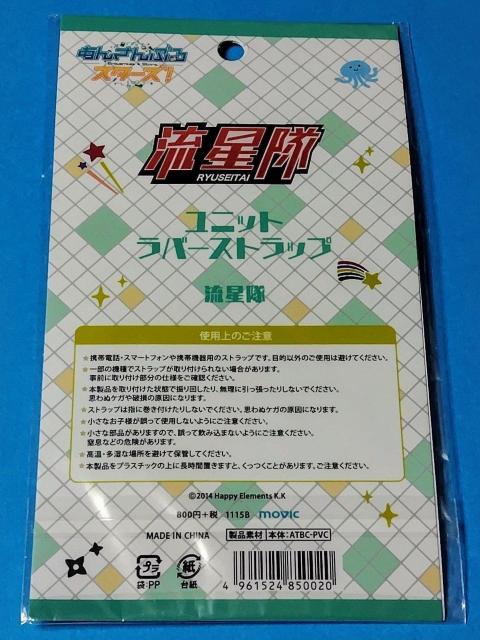 あんさんぶる
Ensemble Stars
スターズ!
流星隊
RYUSEITAI
ユニット
ラバーストラップ
流星隊
使用上のご注意
★携帯電話・スマートフォンや携帯機器用のストラップです。目的以外のご使用は避けてください。
★一部の機種でストラップが取り付けられない場合があります。
事前に取り付け部分の仕様をご確認ください。
★本製品を取り付けた状態で振り回したり、無理に引っ張ったりしないでください。
思わぬケガや破損の原因になります。
★ストラップは指に巻き付けたりしないでください。思わぬケガの原因になります。
★小さなお子様が誤って使用しないようにご注意ください。
★小さな部品がありますので、誤って飲み込まないようにご注意ください。
窒息などの危険があります。
★高温・多湿な場所を避けて保管してください。
★本製品をプラスチックの上に長時間置きますと、くっつくことがあります。ご注意ください。
©2014 Happy Elements K.K
800円+税 1115B movic
MADE IN CHINA 製品素材 本体:ATBC-PVC
プラ 紙
袋:PP 台紙
4 961524 850020